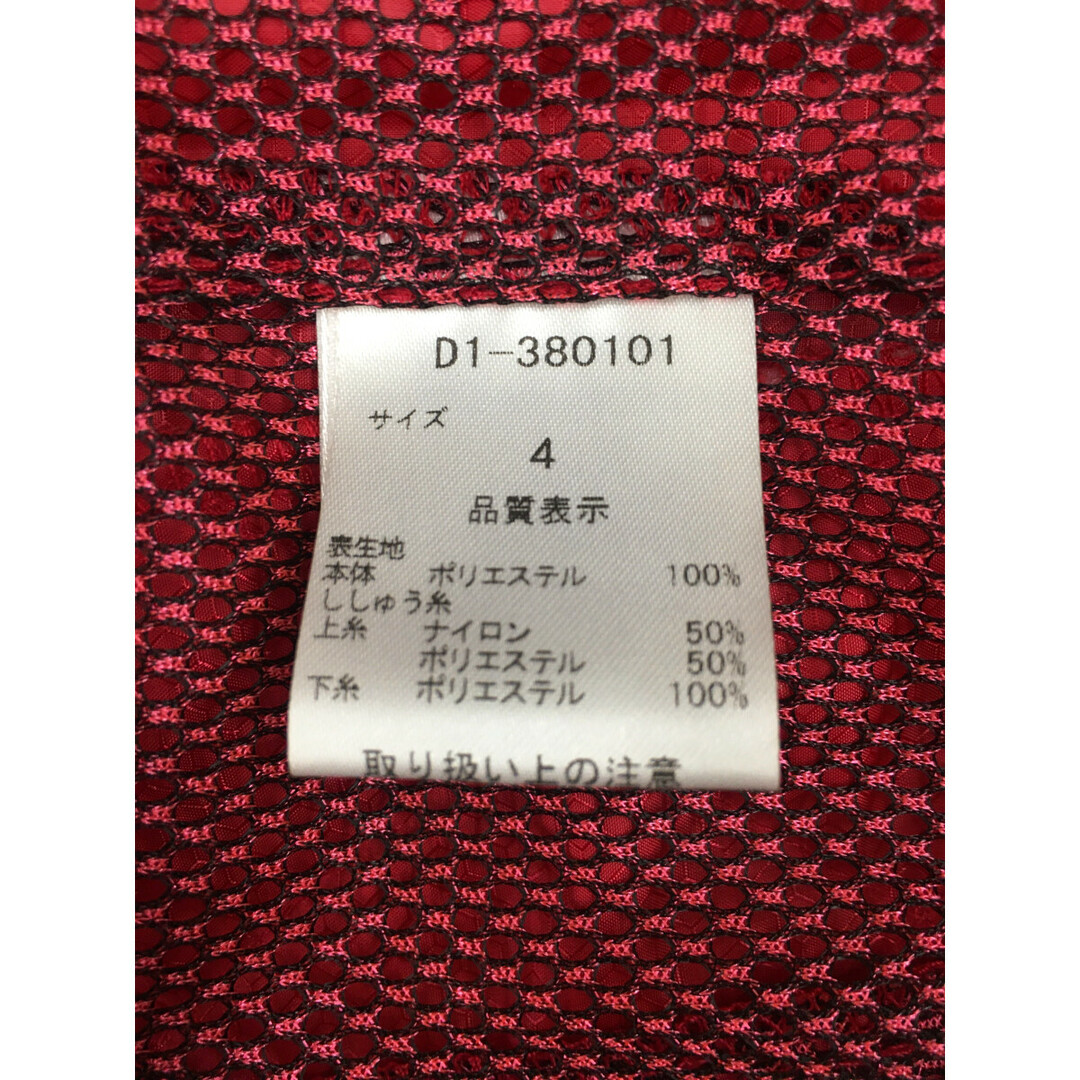 D1-380101
サイズ
4
品質表示
表生地
本体 ポリエステル 100%
ししゅう糸
上糸 ナイロン 50%
ポリエステル 50%
下糸 ポリエステル 100%
取り扱い上の注意